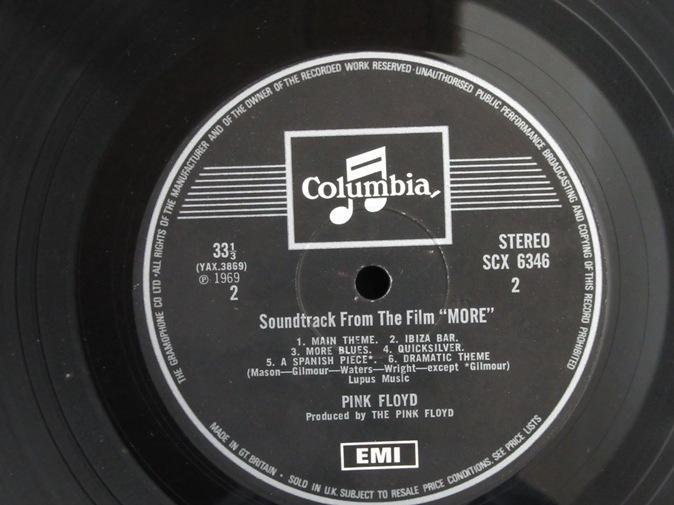 THE GRAMOPHONE CO LTD · ALL RIGHTS OF THE MANUFACTURER AND OF THE OWNER OF THE RECORDED WORK RESERVED · UNAUTHORISED PUBLIC PERFORMANCE BROADCASTING AND COPYING OF THIS RECORD PROHIBITED
Columbia
33⅓
(YAX.3869)
℗ 1969
2
STEREO
SCX 6346
2
Soundtrack From The Film "MORE"
1. MAIN THEME. 2. IBIZA BAR.
3. MORE BLUES. 4. QUICKSILVER.
5. A SPANISH PIECE*. 6. DRAMATIC THEME
(Mason—Gilmour—Waters—Wright—except *Gilmour)
Lupus Music
PINK FLOYD
Produced by THE PINK FLOYD
EMI
MADE IN GT BRITAIN • SOLD IN U.K. SUBJECT TO RESALE PRICE CONDITIONS. SEE PRICE LISTS